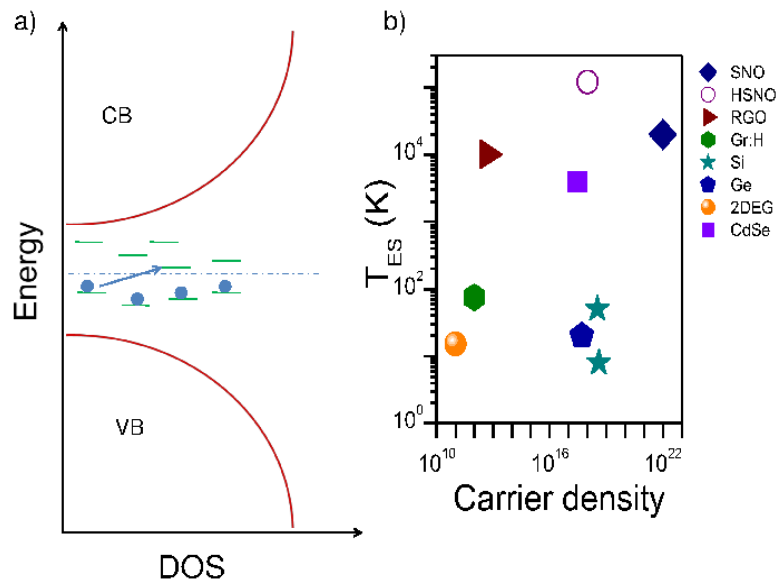 a)
CB
Energy
VB
DOS
b)
T_ES (K)
10^4
10^2
10^0
10^10
10^16
10^22
Carrier density
SNO
HSNO
RGO
Gr:H
Si
Ge
2DEG
CdSe